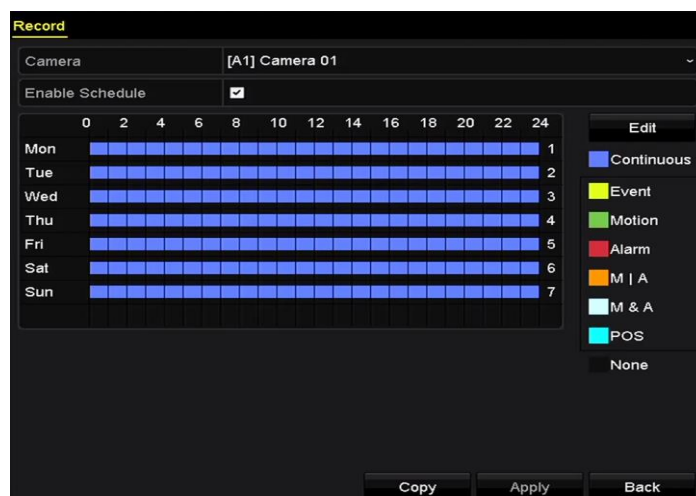 Record
Camera [A1] Camera 01
Enable Schedule
0 2 4 6 8 10 12 14 16 18 20 22 24
Edit
Mon 1
Continuous
Tue 2
Wed 3
Event
Thu 4
Motion
Fri 5
Alarm
Sat 6
M | A
Sun 7
M & A
POS
None
Copy Apply Back